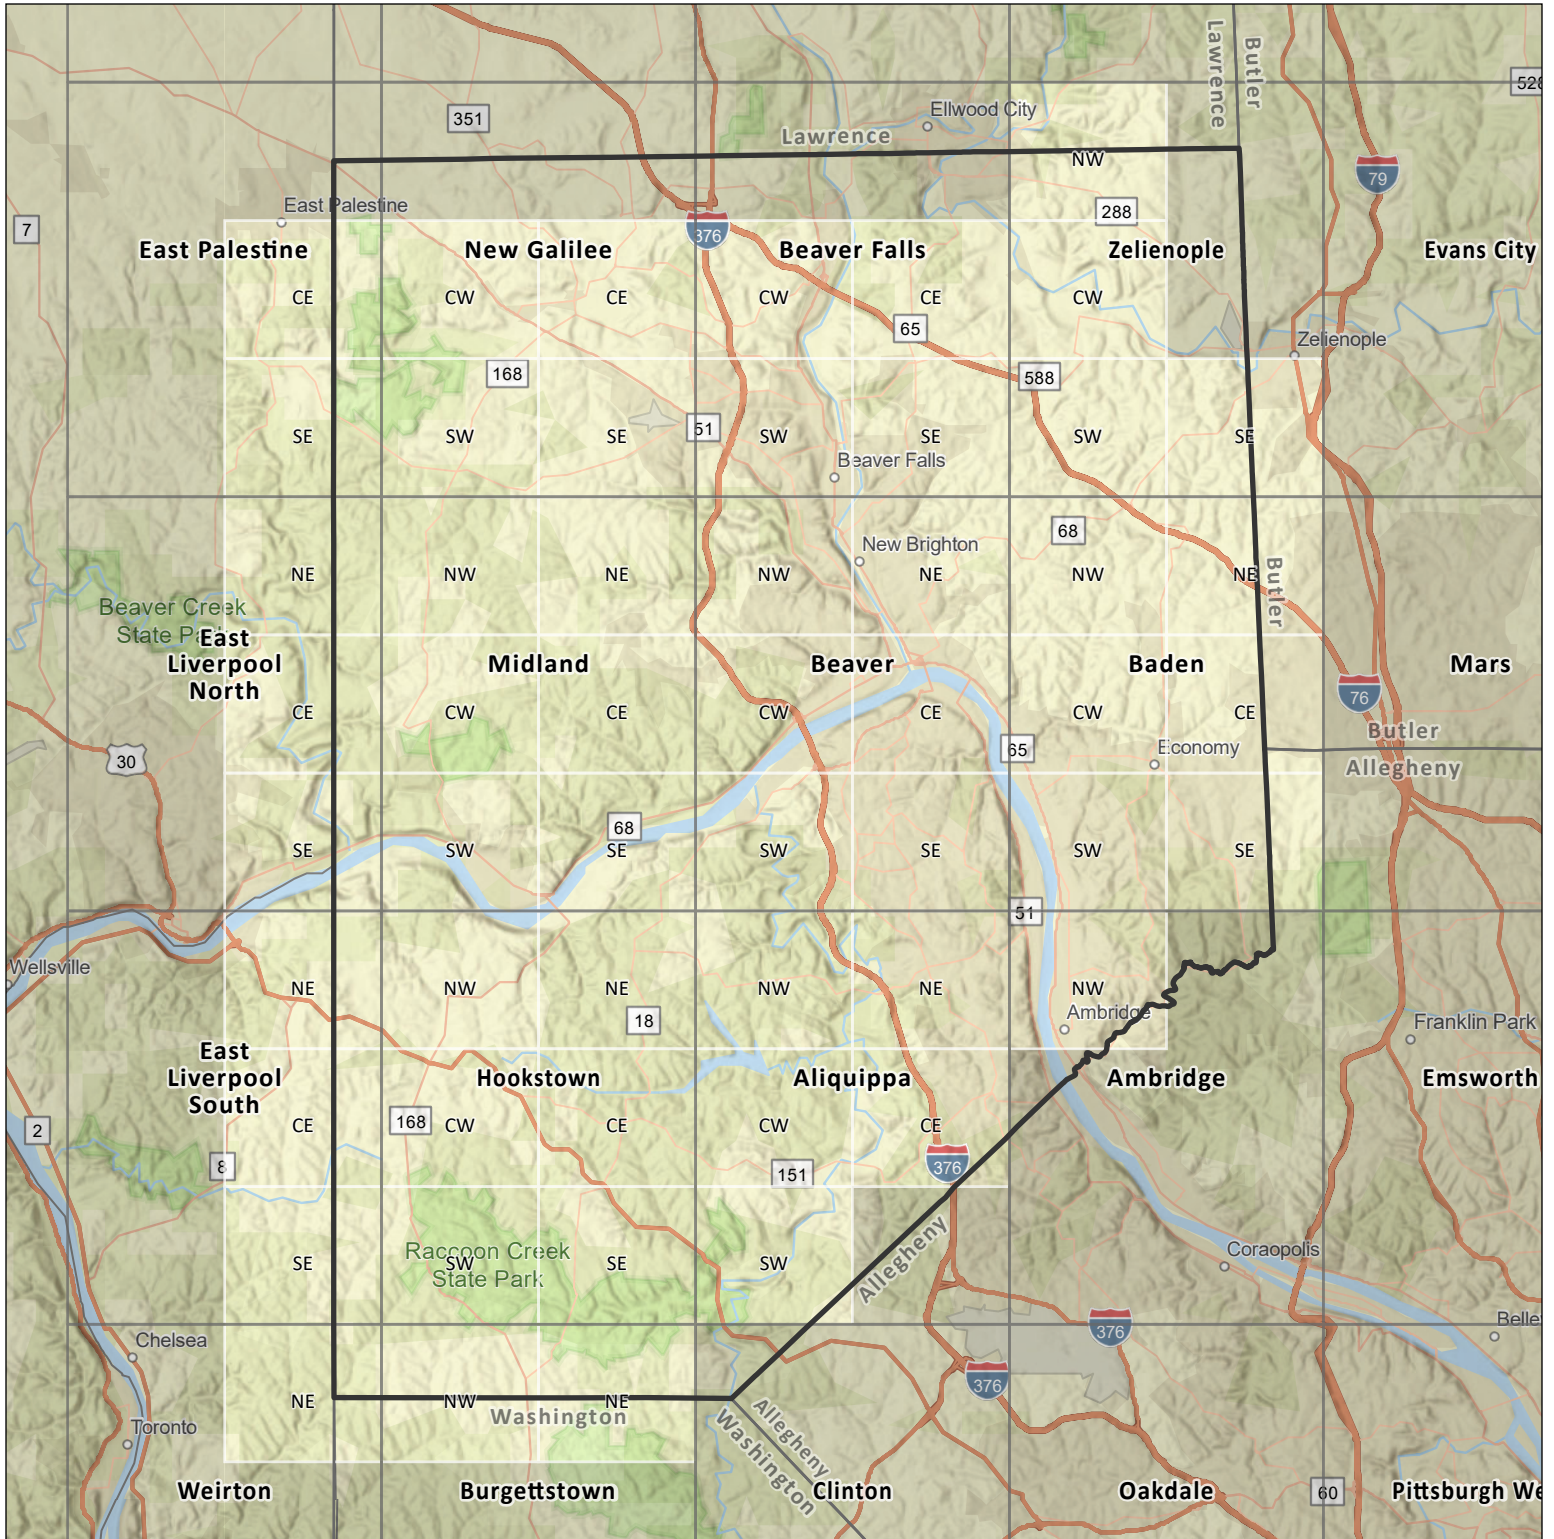 Lawrence
Butler
528
351
Ellwood City
Lawrence
NW
79
East Palestine
288
7
376
East Palestine
New Galilee
Beaver Falls
Zelienople
Evans City
CE
CW
CE
CW
CE
CW
65
Zelienople
168
588
51
SE
SW
SE
SW
SE
SW
SE
Beaver Falls
68
New Brighton
NE
NW
NE
NW
NE
NW
NE
Butler
Beaver Creek
State Park
East
Liverpool
North
Midland
Beaver
Baden
Mars
76
CE
CW
CE
CW
CE
CW
CE
Butler
65
Economy
30
Allegheny
68
SE
SW
SE
SW
SE
SW
SE
51
Wellsville
NE
NW
NE
NW
NE
NW
18
Ambridge
Franklin Park
East
Liverpool
South
Hookstown
Aliquippa
Ambridge
Emsworth
2
168
CE
CW
CE
CW
CE
8
151
376
Allegheny
Raccoon Creek
State Park
SE
SW
SE
SW
Coraopolis
376
Chelsea
Belle
376
NE
NW
NE
Washington
Toronto
Allegheny
Washington
Weirton
Burgettstown
Clinton
Oakdale
60
Pittsburgh We